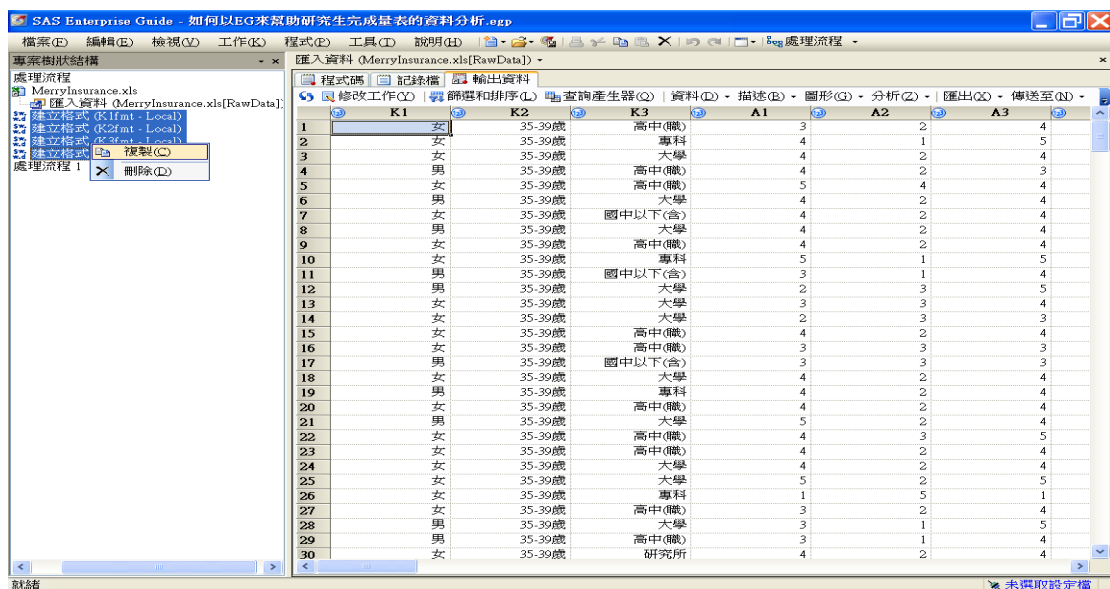 SAS Enterprise Guide - 如何以EG來幫助研究生完成量表的資料分析.egp
檔案(F) 編輯(E) 檢視(V) 工作(K) 程式(P) 工具(T) 說明(H) 處理流程
專案樹狀結構
處理流程
MerryInsurance.xls
匯入資料 (MerryInsurance.xls[RawData])
建立格式 (K1fmt - Local)
建立格式 (K2fmt - Local)
建立格式 (K3fmt - Local)
建立格式
複製(C)
刪除(D)
處理流程 1
匯入資料 (MerryInsurance.xls[RawData])
程式碼 記錄檔 輸出資料
修改工作(Y) 篩選和排序(L) 查詢產生器(Q) 資料(D) 描述(B) 圖形(G) 分析(Z) 匯出(X) 傳送至(N)
K1 K2 K3 A1 A2 A3
1 女 35-39歲 高中(職) 3 2 4
2 女 35-39歲 專科 4 1 5
3 女 35-39歲 大學 4 2 4
4 男 35-39歲 高中(職) 4 2 3
5 女 35-39歲 高中(職) 5 4 4
6 男 35-39歲 大學 4 2 4
7 女 35-39歲 國中以下(含) 4 2 4
8 男 35-39歲 大學 4 2 4
9 女 35-39歲 高中(職) 4 2 4
10 女 35-39歲 專科 5 1 5
11 男 35-39歲 國中以下(含) 3 1 4
12 男 35-39歲 大學 2 3 5
13 女 35-39歲 大學 3 3 4
14 女 35-39歲 大學 2 3 3
15 女 35-39歲 高中(職) 4 2 4
16 女 35-39歲 高中(職) 3 3 3
17 男 35-39歲 國中以下(含) 3 3 3
18 女 35-39歲 大學 4 2 4
19 男 35-39歲 專科 4 2 4
20 女 35-39歲 高中(職) 4 2 4
21 男 35-39歲 大學 5 2 4
22 女 35-39歲 高中(職) 4 3 5
23 女 35-39歲 高中(職) 4 2 4
24 女 35-39歲 大學 4 2 4
25 女 35-39歲 大學 5 2 5
26 女 35-39歲 專科 1 5 1
27 女 35-39歲 高中(職) 3 2 4
28 男 35-39歲 大學 3 1 5
29 男 35-39歲 高中(職) 3 1 4
30 女 35-39歲 研究所 4 2 4
就緒 未選取設定檔